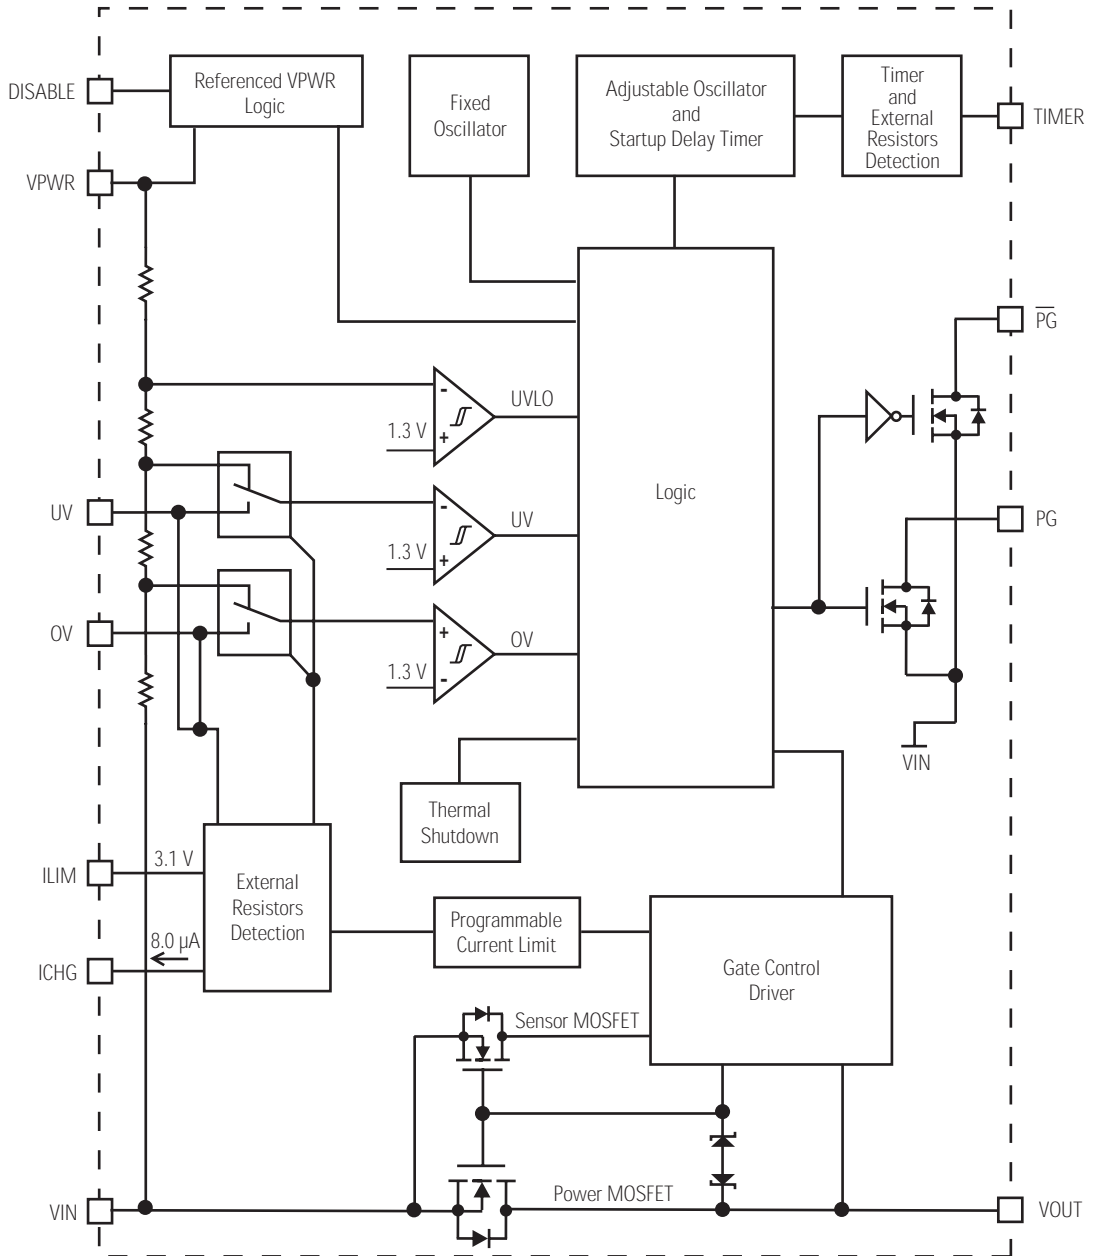 DISABLE
Referenced VPWR
Logic
Fixed
Oscillator
Adjustable Oscillator
and
Startup Delay Timer
Timer
and
External
Resistors
Detection
TIMER
VPWR
P̅G̅
-
UVLO
1.3 V
+
Logic
UV
-
UV
1.3 V
+
PG
OV
+
OV
1.3 V
-
VIN
Thermal
Shutdown
ILIM
3.1 V
External
Resistors
Detection
8.0 µA
ICHG
Programmable
Current Limit
Gate Control
Driver
Sensor MOSFET
Power MOSFET
VIN
VOUT